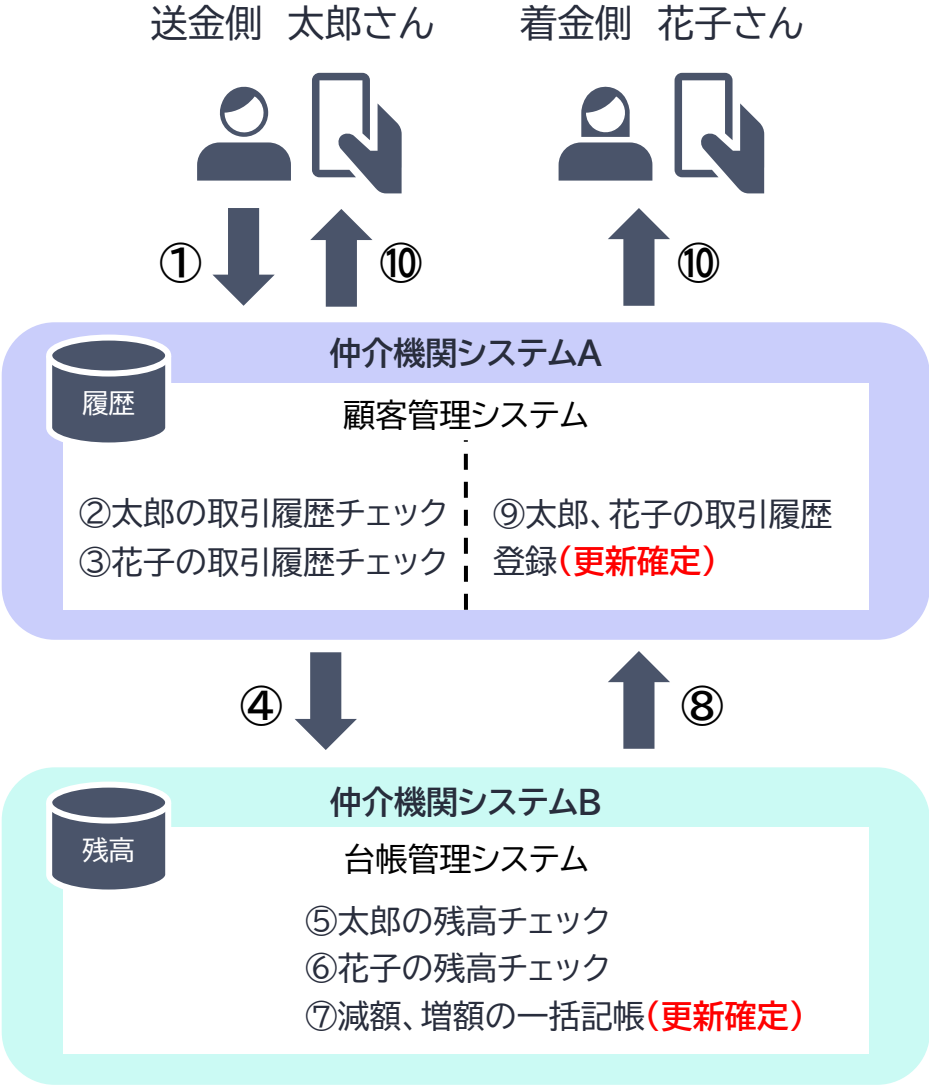 送金側 太郎さん
着金側 花子さん
①
⑩
⑩
仲介機関システムA
履歴
顧客管理システム
②太郎の取引履歴チェック
③花子の取引履歴チェック
⑨太郎、花子の取引履歴
登録(更新確定)
④
⑧
仲介機関システムB
残高
台帳管理システム
⑤太郎の残高チェック
⑥花子の残高チェック
⑦減額、増額の一括記帳(更新確定)